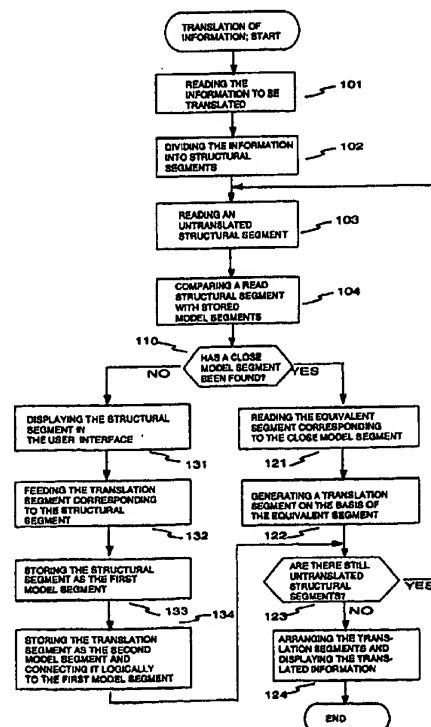 TRANSLATION OF
INFORMATION; START
READING THE
INFORMATION TO BE
TRANSLATED
101
DIVIDING THE INFORMATION
INTO STRUCTURAL
SEGMENTS
102
READING AN
UNTRANSLATED
STRUCTURAL SEGMENT
103
COMPARING A READ
STRUCTURAL SEGMENT
WITH STORED
MODEL SEGMENTS
104
110
HAS A CLOSE
MODEL SEGMENT
BEEN FOUND?
NO
YES
DISPLAYING THE STRUCTURAL
SEGMENT IN
THE USER INTERFACE
131
READING THE EQUIVALENT
SEGMENT CORRESPONDING
TO THE CLOSE MODEL SEGMENT
121
FEEDING THE TRANSLATION
SEGMENT CORRESPONDING
TO THE STRUCTURAL
SEGMENT
132
GENERATING A TRANSLATION
SEGMENT ON THE BASIS OF
THE EQUIVALENT SEGMENT
122
STORING THE STRUCTURAL
SEGMENT AS THE FIRST
MODEL SEGMENT
133
ARE THERE STILL
UNTRANSLATED
STRUCTURAL
SEGMENTS?
YES
123
NO
134
STORING THE TRANSLATION
SEGMENT AS THE SECOND
MODEL SEGMENT AND
CONNECTING IT LOGICALLY
TO THE FIRST MODEL SEGMENT
ARRANGING THE TRANS-
LATION SEGMENTS AND
DISPLAYING THE TRANS-
LATED INFORMATION
124
END